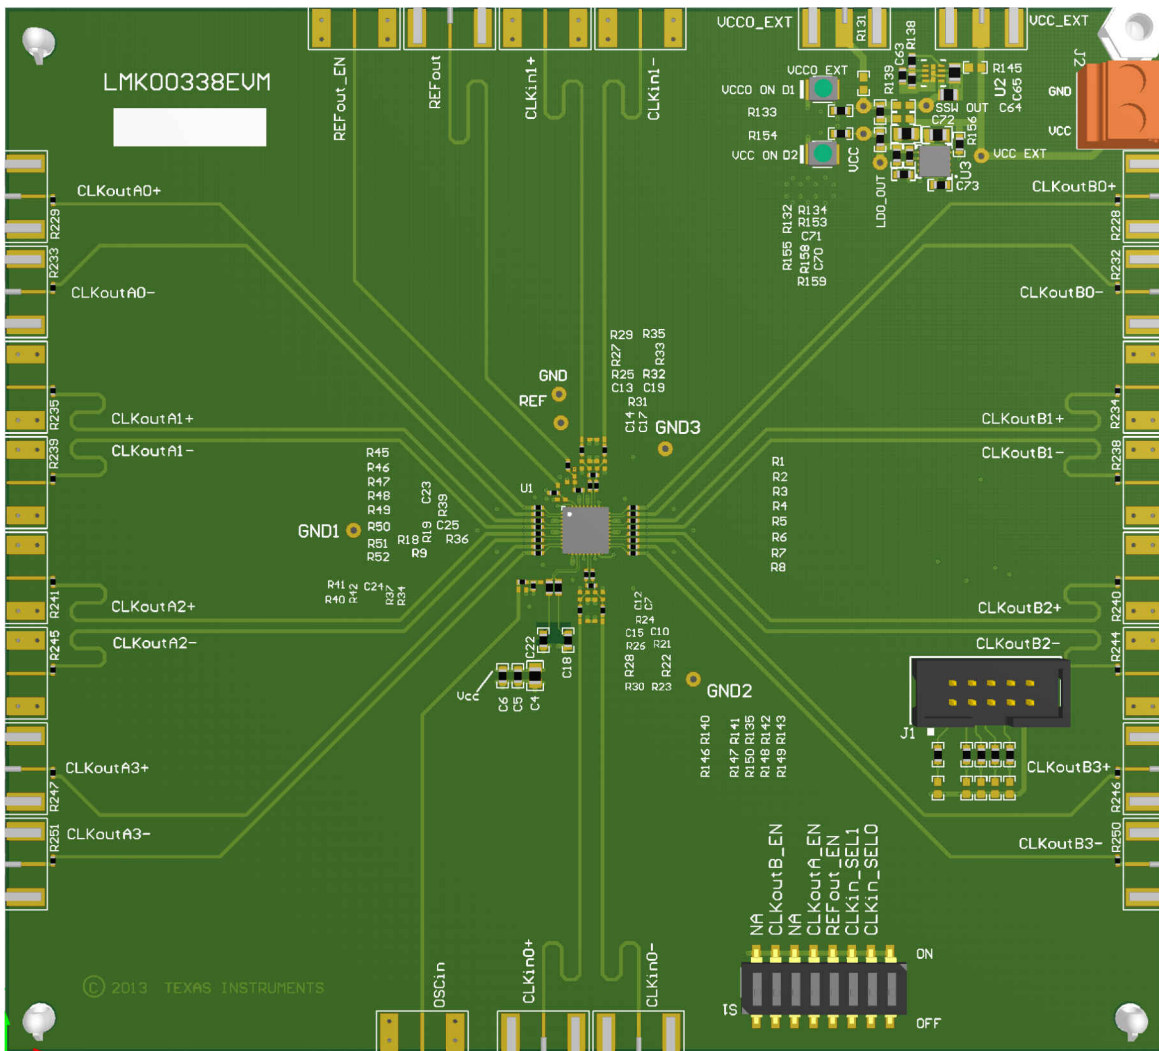 LMK00338EVM
REFout_EN
REFout
CLKin1+
CLKin1-
VCCO_EXT
R131
VCC_EXT
J2
GND
VCC
C63
R138
R139
R145
U2
C65
C64
VCCO EXT
VCCO ON D1
R133
R154
VCC ON D2
VCC
SSW OUT
C72
R156
VCC EXT
LDO_OUT
U3
C73
CLKoutA0+
R229
R233
CLKoutA0-
CLKoutB0+
R228
R232
CLKoutB0-
R132
R134
R153
C71
R155
R158
C70
R159
R29 R35
R27
R33
R25 R32
C13 C19
R31
C14
C17
GND
REF
GND3
R235
CLKoutA1+
CLKoutA1-
R239
CLKoutB1+
R234
CLKoutB1-
R238
R45
R46
R47
R48
R49
R50
R51
R52
C23
R39
C25
R36
R19
R18
R9
GND1
U1
R1
R2
R3
R4
R5
R6
R7
R8
R41
R40
R42
C24
R37
R34
R241
CLKoutA2+
CLKoutA2-
R245
CLKoutB2+
R240
CLKoutB2-
R244
C12
C7
R24
C15 C10
R26 R21
R28
R22
R30 R23
C22
C18
Vcc
C6
C5
C4
GND2
R146 R140
R147 R141
R150 R135
R148 R142
R149 R143
J1
CLKoutA3+
R247
CLKoutA3-
R251
CLKoutB3+
R246
CLKoutB3-
R250
NA
CLKoutB_EN
NA
CLKoutA_EN
REFout_EN
CLKin_SEL1
CLKin_SEL0
ON
OFF
S1
© 2013 TEXAS INSTRUMENTS
OSCin
CLKin0+
CLKin0-